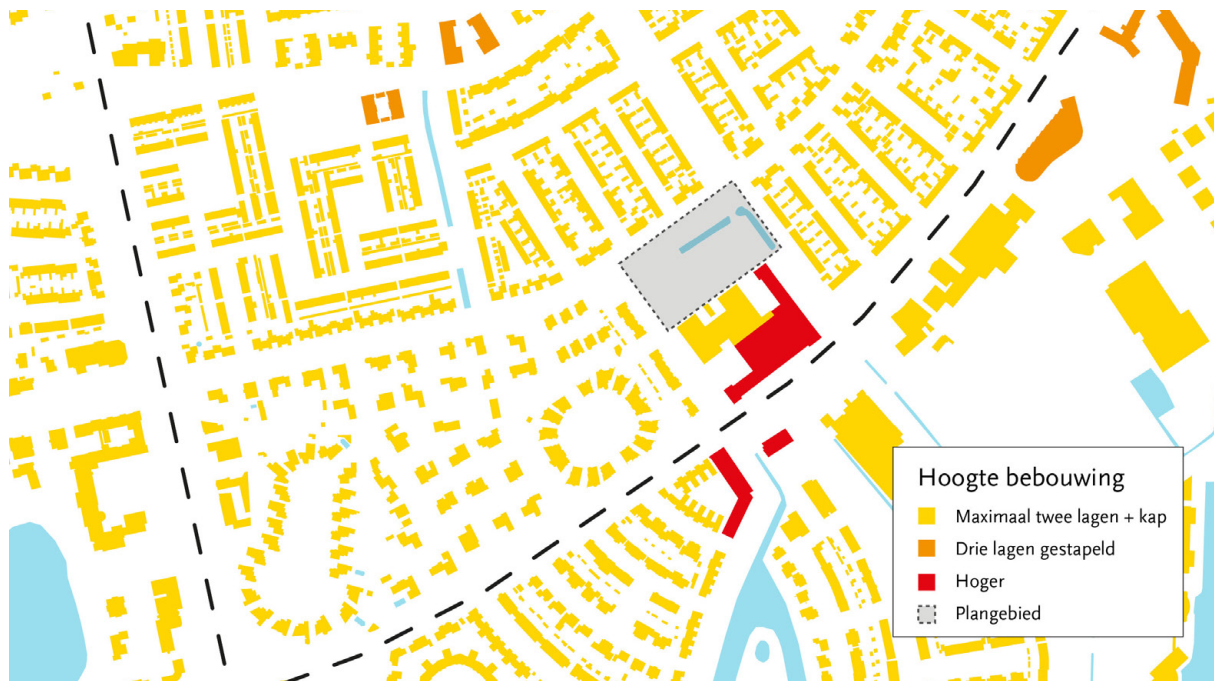 Hoogte bebouwing
Maximaal twee lagen + kap
Drie lagen gestapeld
Hoger
Plangebied